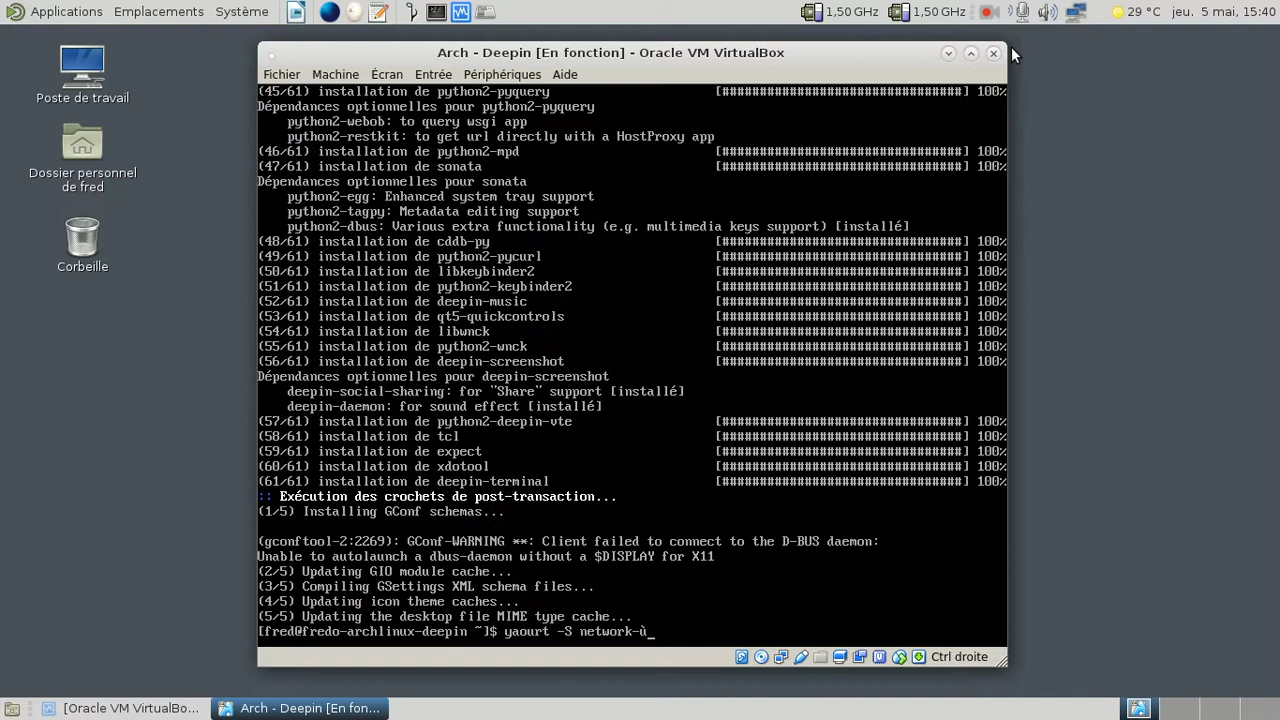 Applications Emplacements Système 1,50 GHz 1,50 GHz 29 °C jeu. 5 mai, 15:40
Poste de travail
Dossier personnel
de fred
Corbeille
Arch - Deepin [En fonction] - Oracle VM VirtualBox
Fichier Machine Écran Entrée Périphériques Aide
(45/61) installation de python2-pyquery [#################################] 100%
Dépendances optionnelles pour python2-pyquery
python2-webob: to query wsgi app
python2-restkit: to get url directly with a HostProxy app
(46/61) installation de python2-mpd [#################################] 100%
(47/61) installation de sonata [#################################] 100%
Dépendances optionnelles pour sonata
python2-egg: Enhanced system tray support
python2-tagpy: Metadata editing support
python2-dbus: Various extra functionality (e.g. multimedia keys support) [installé]
(48/61) installation de cddb-py [#################################] 100%
(49/61) installation de python2-pycurl [#################################] 100%
(50/61) installation de libkeybinder2 [#################################] 100%
(51/61) installation de python2-keybinder2 [#################################] 100%
(52/61) installation de deepin-music [#################################] 100%
(53/61) installation de qt5-quickcontrols [#################################] 100%
(54/61) installation de libwnck [#################################] 100%
(55/61) installation de python2-wnck [#################################] 100%
(56/61) installation de deepin-screenshot [#################################] 100%
Dépendances optionnelles pour deepin-screenshot
deepin-social-sharing: for "Share" support [installé]
deepin-daemon: for sound effect [installé]
(57/61) installation de python2-deepin-vte [#################################] 100%
(58/61) installation de tcl [#################################] 100%
(59/61) installation de expect [#################################] 100%
(60/61) installation de xdotool [#################################] 100%
(61/61) installation de deepin-terminal [#################################] 100%
:: Exécution des crochets de post-transaction...
(1/5) Installing GConf schemas...
(gconftool-2:2269): GConf-WARNING **: Client failed to connect to the D-BUS daemon:
Unable to autolaunch a dbus-daemon without a $DISPLAY for X11
(2/5) Updating GIO module cache...
(3/5) Compiling GSettings XML schema files...
(4/5) Updating icon theme caches...
(5/5) Updating the desktop file MIME type cache...
[fred@fredo-archlinux-deepin ~]$ yaourt -S network-ù_
Ctrl droite
[Oracle VM VirtualBo... Arch - Deepin [En fon...